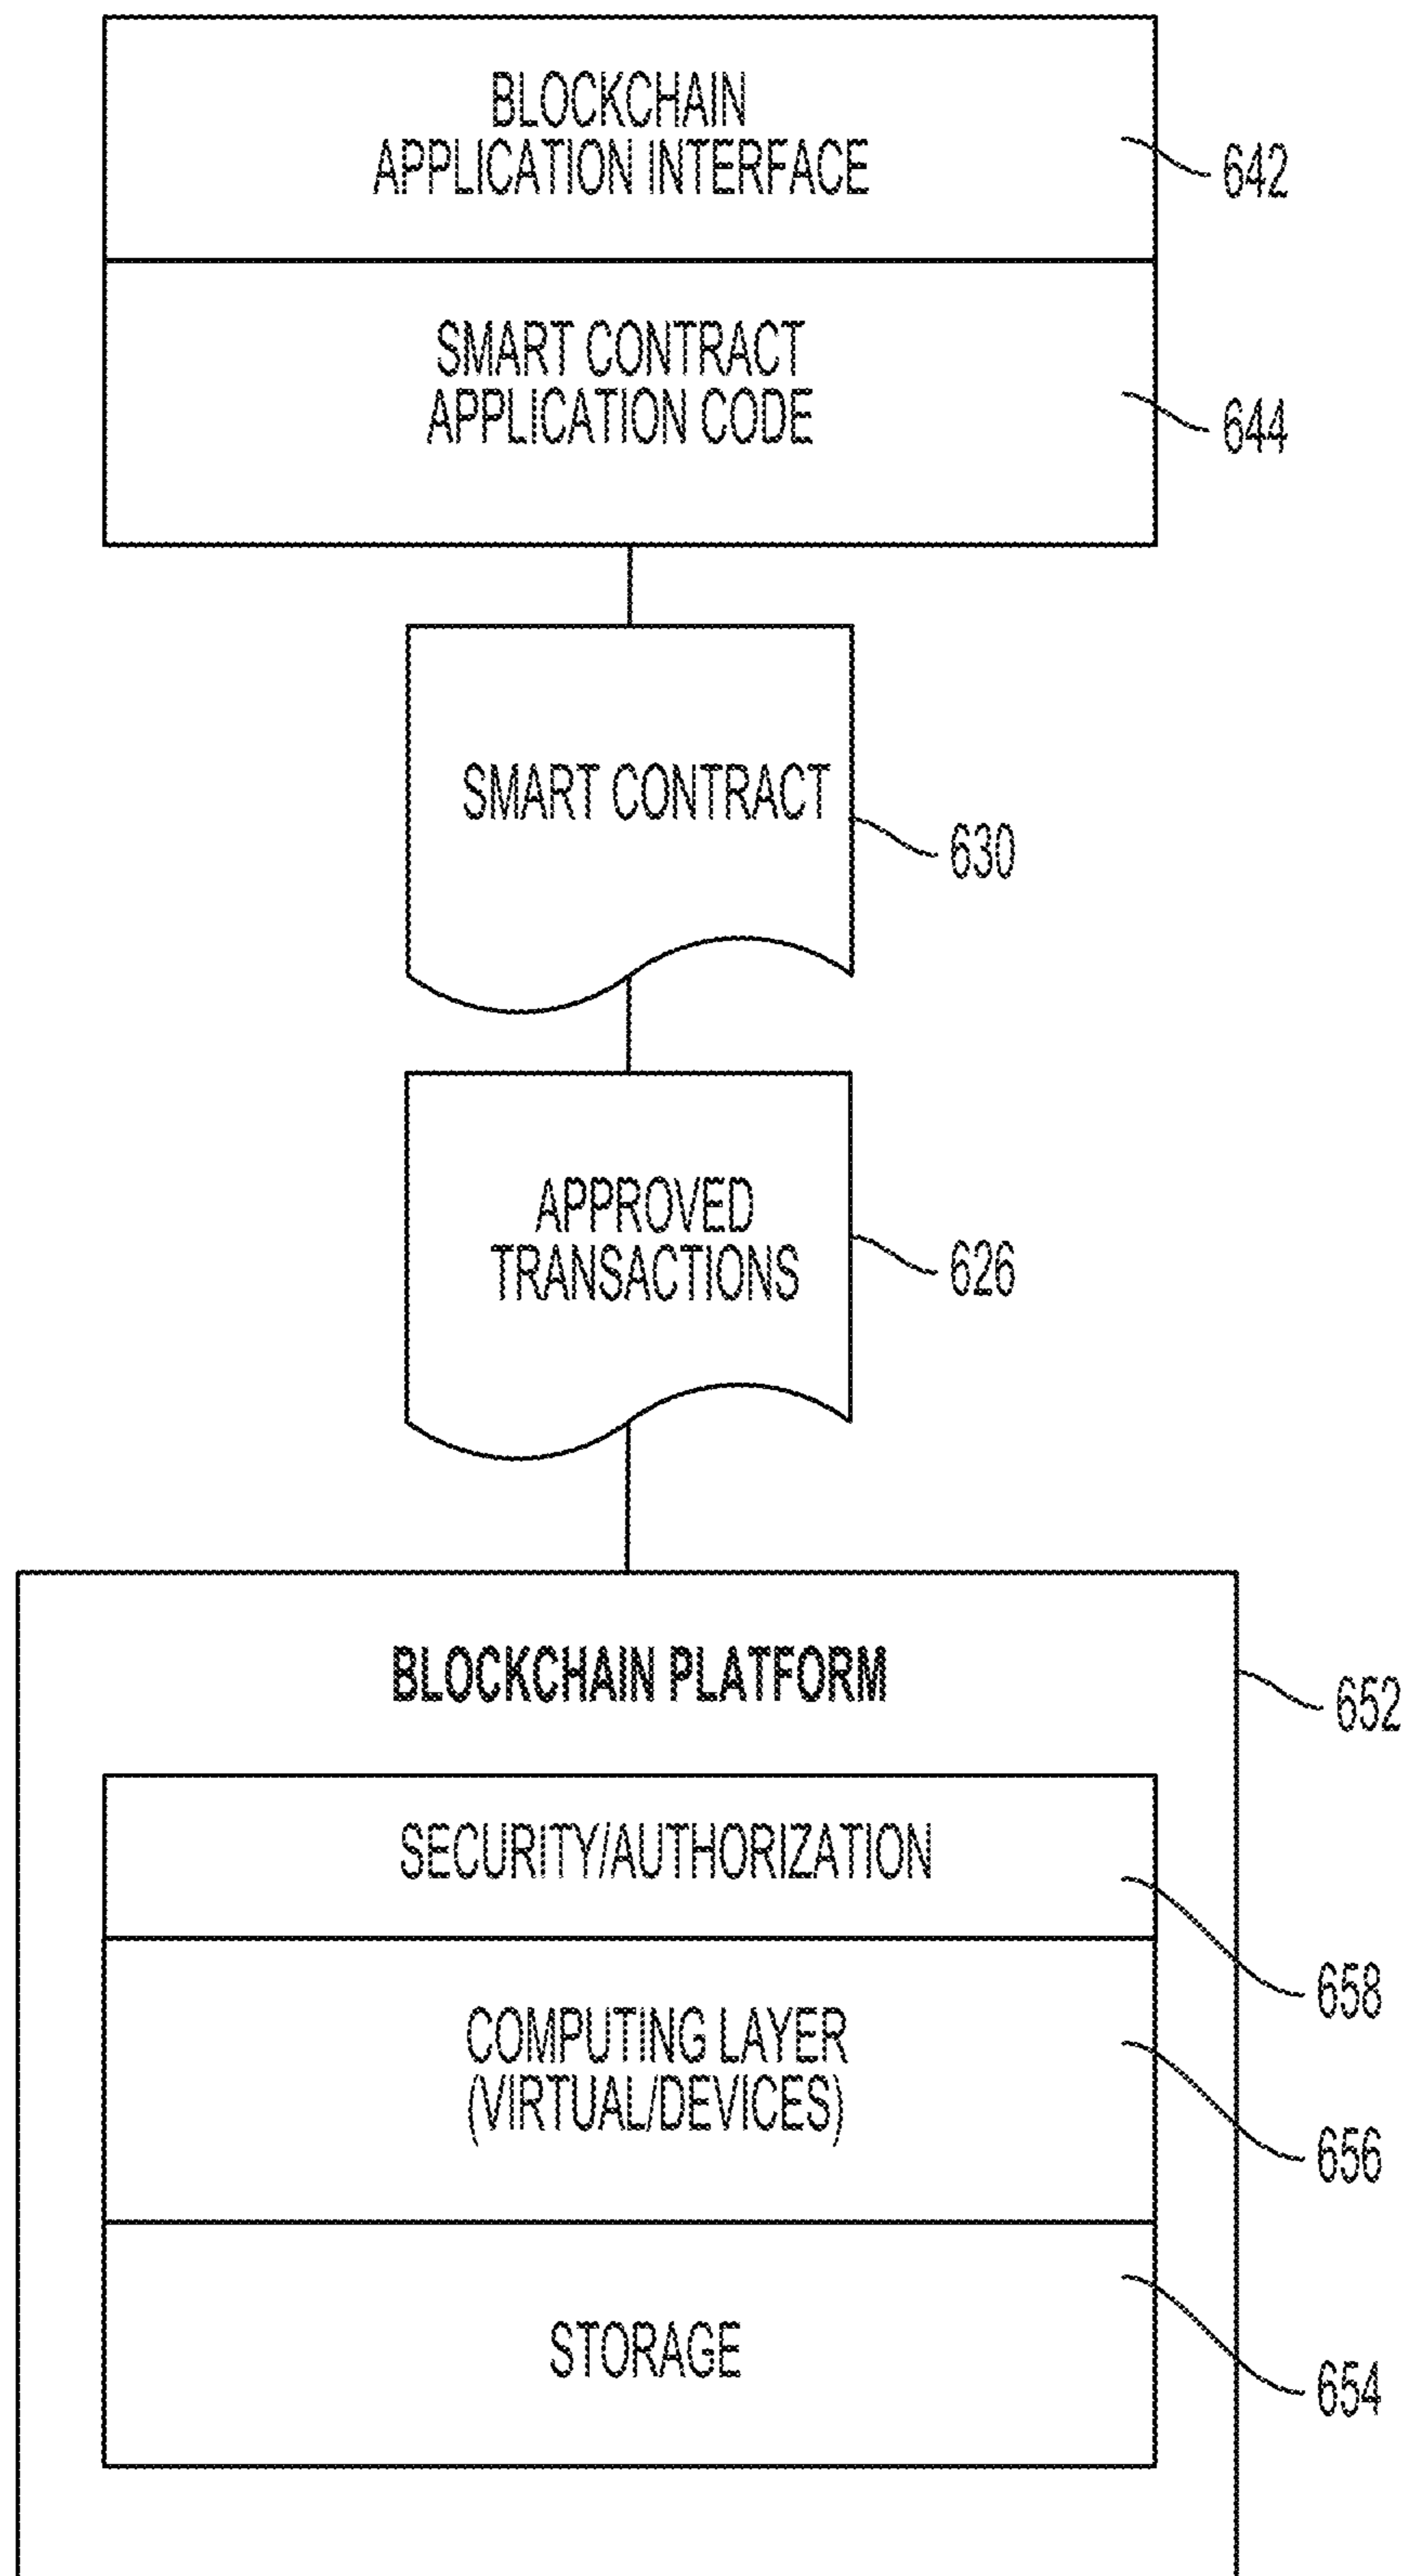 BLOCKCHAIN
APPLICATION INTERFACE
642
SMART CONTRACT
APPLICATION CODE
644
SMART CONTRACT
630
APPROVED
TRANSACTIONS
626
BLOCKCHAIN PLATFORM
652
SECURITY/AUTHORIZATION
658
COMPUTING LAYER
(VIRTUAL/DEVICES)
656
STORAGE
654